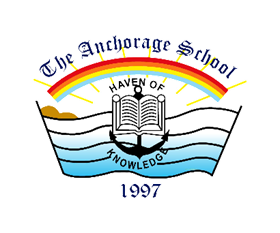 The Anchorage School
HAVEN OF
KNOWLEDGE
1997